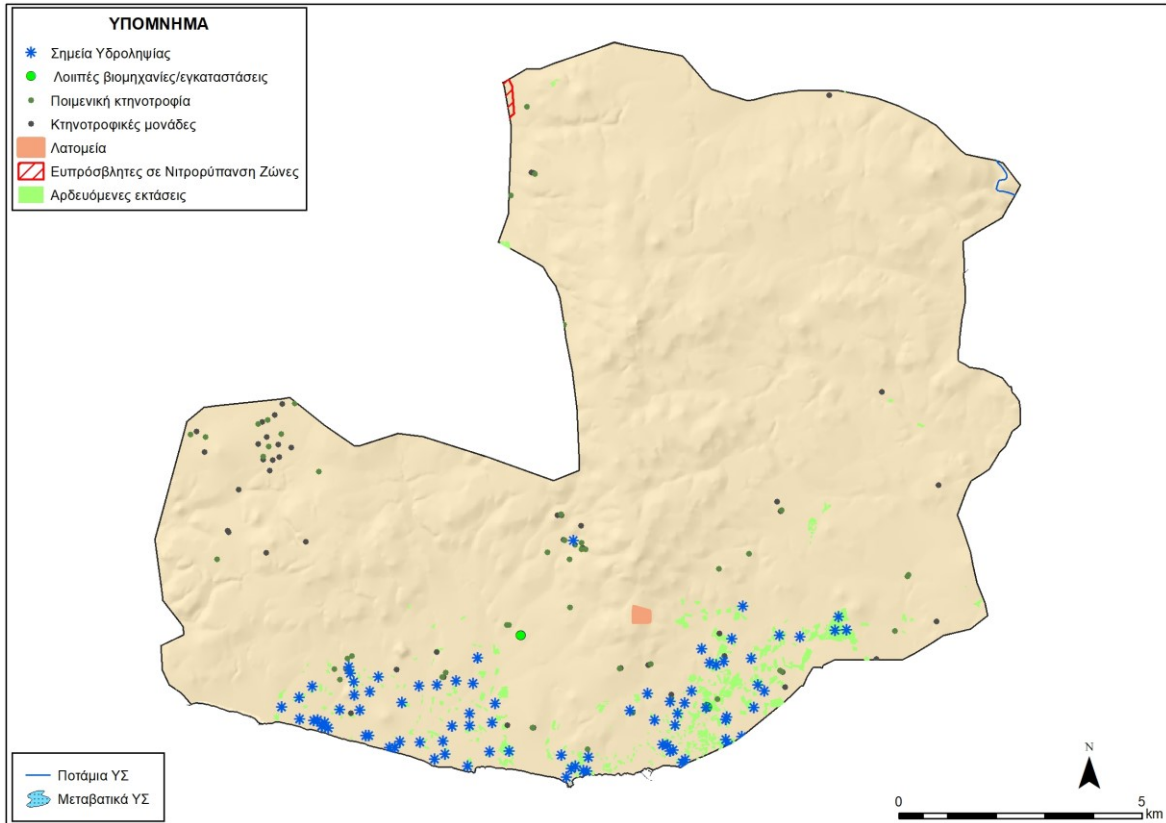 ΥΠΟΜΝΗΜΑ
Σημεία Υδροληψίας
Λοιπές βιομηχανίες/εγκαταστάσεις
Ποιμενική κτηνοτροφία
Κτηνοτροφικές μονάδες
Λατομεία
Ευπρόσβλητες σε Νιτρορύπανση Ζώνες
Αρδευόμενες εκτάσεις
Ποτάμια ΥΣ
Μεταβατικά ΥΣ
N
0 5
km